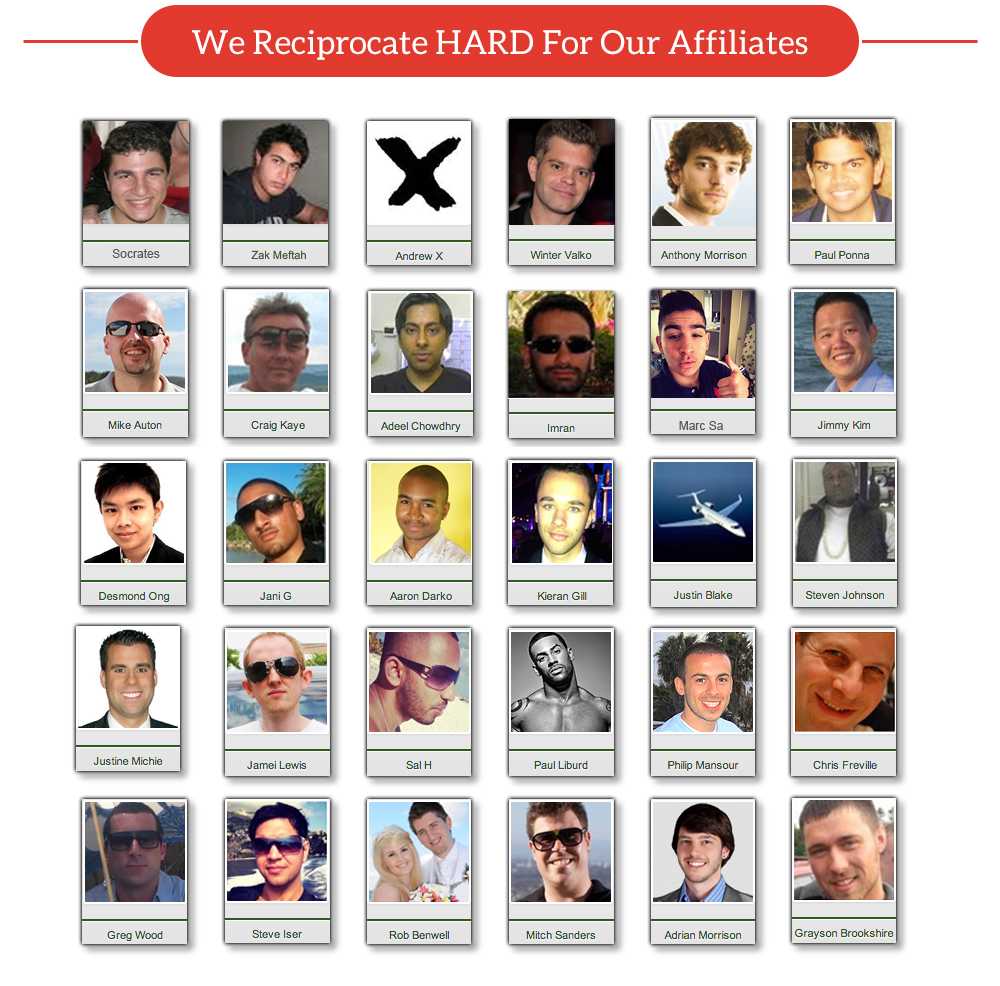 We Reciprocate HARD For Our Affiliates
Socrates
Zak Meftah
Andrew X
Winter Valko
Anthony Morrison
Paul Ponna
Mike Auton
Craig Kaye
Adeel Chowdhry
Imran
Marc Sa
Jimmy Kim
Desmond Ong
Jani G
Aaron Darko
Kieran Gill
Justin Blake
Steven Johnson
Justine Michie
Jamei Lewis
Sal H
Paul Liburd
Philip Mansour
Chris Freville
Greg Wood
Steve Iser
Rob Benwell
Mitch Sanders
Adrian Morrison
Grayson Brookshire